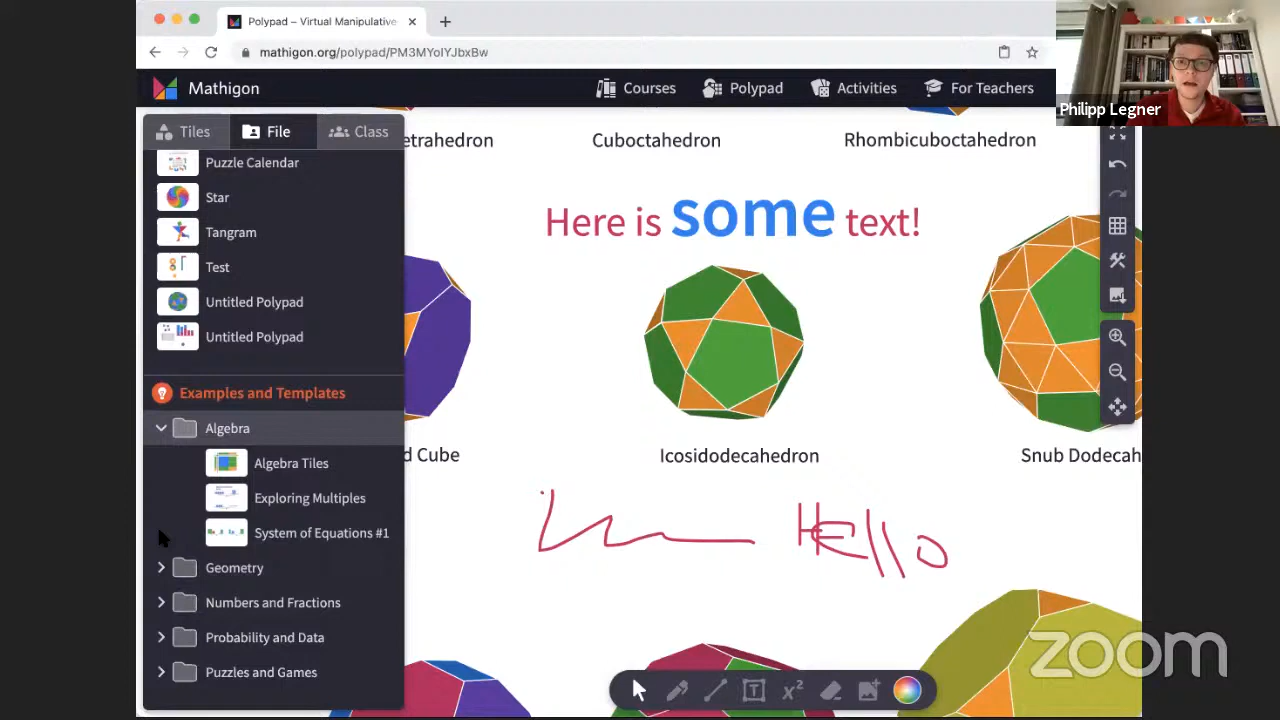 Polypad – Virtual Manipulative
mathigon.org/polypad/PM3MYoIYJbxBw
Mathigon
Courses
Polypad
Activities
For Teachers
Philipp Legner
Tiles
File
Class
etrahedron
Cuboctahedron
Rhombicuboctahedron
Puzzle Calendar
Star
Tangram
Test
Untitled Polypad
Untitled Polypad
Here is some text!
Examples and Templates
Algebra
Algebra Tiles
Exploring Multiples
System of Equations #1
Geometry
Numbers and Fractions
Probability and Data
Puzzles and Games
d Cube
Icosidodecahedron
Snub Dodecah
Hello
T
x²
zoom